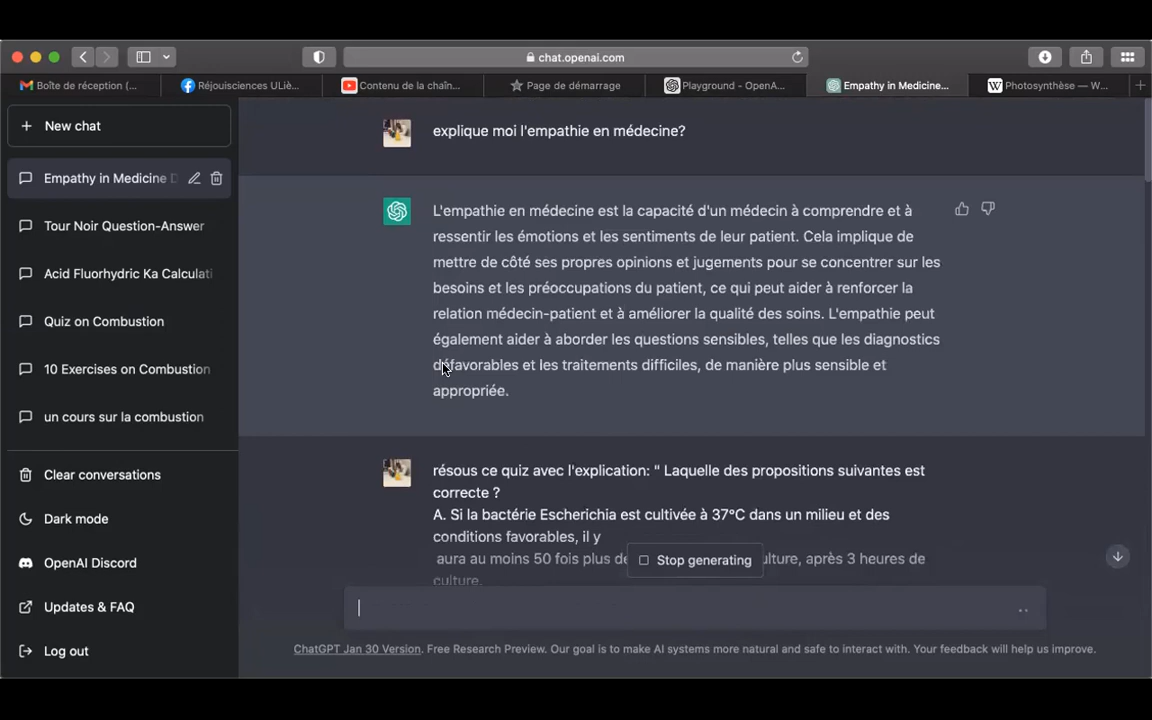 chat.openai.com
Boîte de réception (...
Réjouisciences ULiè...
Contenu de la chaîn...
Page de démarrage
Playground - OpenA...
Empathy in Medicine...
Photosynthèse — W...
New chat
Empathy in Medicine D
Tour Noir Question-Answer
Acid Fluorhydric Ka Calculati
Quiz on Combustion
10 Exercises on Combustion
un cours sur la combustion
Clear conversations
Dark mode
OpenAI Discord
Updates & FAQ
Log out
explique moi l'empathie en médecine?
L'empathie en médecine est la capacité d'un médecin à comprendre et à
ressentir les émotions et les sentiments de leur patient. Cela implique de
mettre de côté ses propres opinions et jugements pour se concentrer sur les
besoins et les préoccupations du patient, ce qui peut aider à renforcer la
relation médecin-patient et à améliorer la qualité des soins. L'empathie peut
également aider à aborder les questions sensibles, telles que les diagnostics
défavorables et les traitements difficiles, de manière plus sensible et
appropriée.
résous ce quiz avec l'explication: " Laquelle des propositions suivantes est
correcte ?
A. Si la bactérie Escherichia est cultivée à 37°C dans un milieu et des
conditions favorables, il y
aura au moins 50 fois plus de ulture, après 3 heures de
culture.
Stop generating
ChatGPT Jan 30 Version. Free Research Preview. Our goal is to make AI systems more natural and safe to interact with. Your feedback will help us improve.